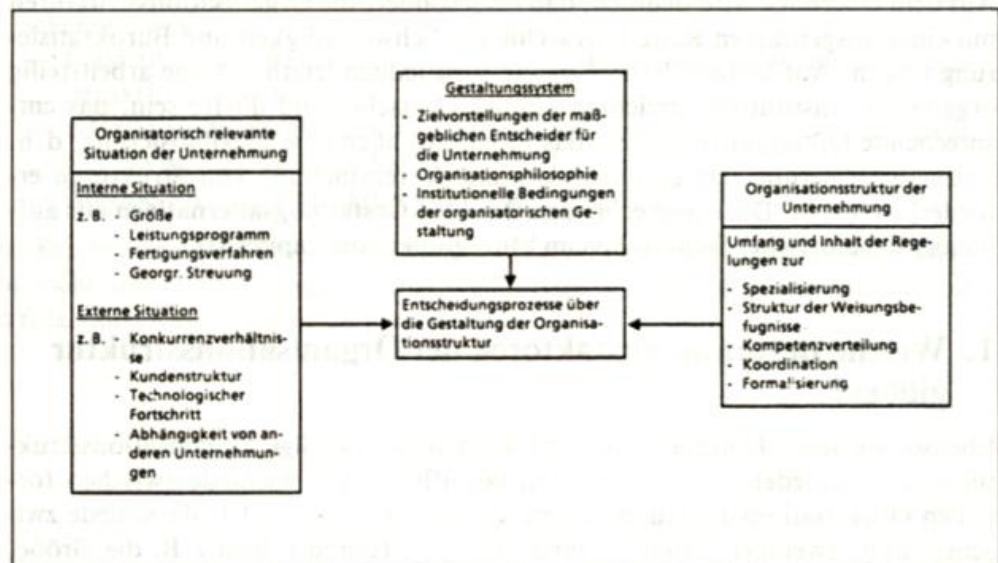 Gestaltungssystem
- Zielvorstellungen der maß-
geblichen Entscheider für
die Unternehmung
- Organisationsphilosophie
- Institutionelle Bedingungen
der organisatorischen Ge-
staltung
Organisatorisch relevante
Situation der Unternehmung
Interne Situation
z. B. - Größe
- Leistungsprogramm
- Fertigungsverfahren
- Georgr. Streuung
Externe Situation
z. B. - Konkurrenzverhältnis-
se
- Kundenstruktur
- Technologischer
Fortschritt
- Abhängigkeit von an-
deren Unternehmun-
gen
Entscheidungsprozesse über
die Gestaltung der Organisa-
tionsstruktur
Organisationsstruktur der
Unternehmung
Umfang und Inhalt der Rege-
lungen zur
- Spezialisierung
- Struktur der Weisungsbe-
fugnisse
- Kompetenzverteilung
- Koordination
- Formalisierung